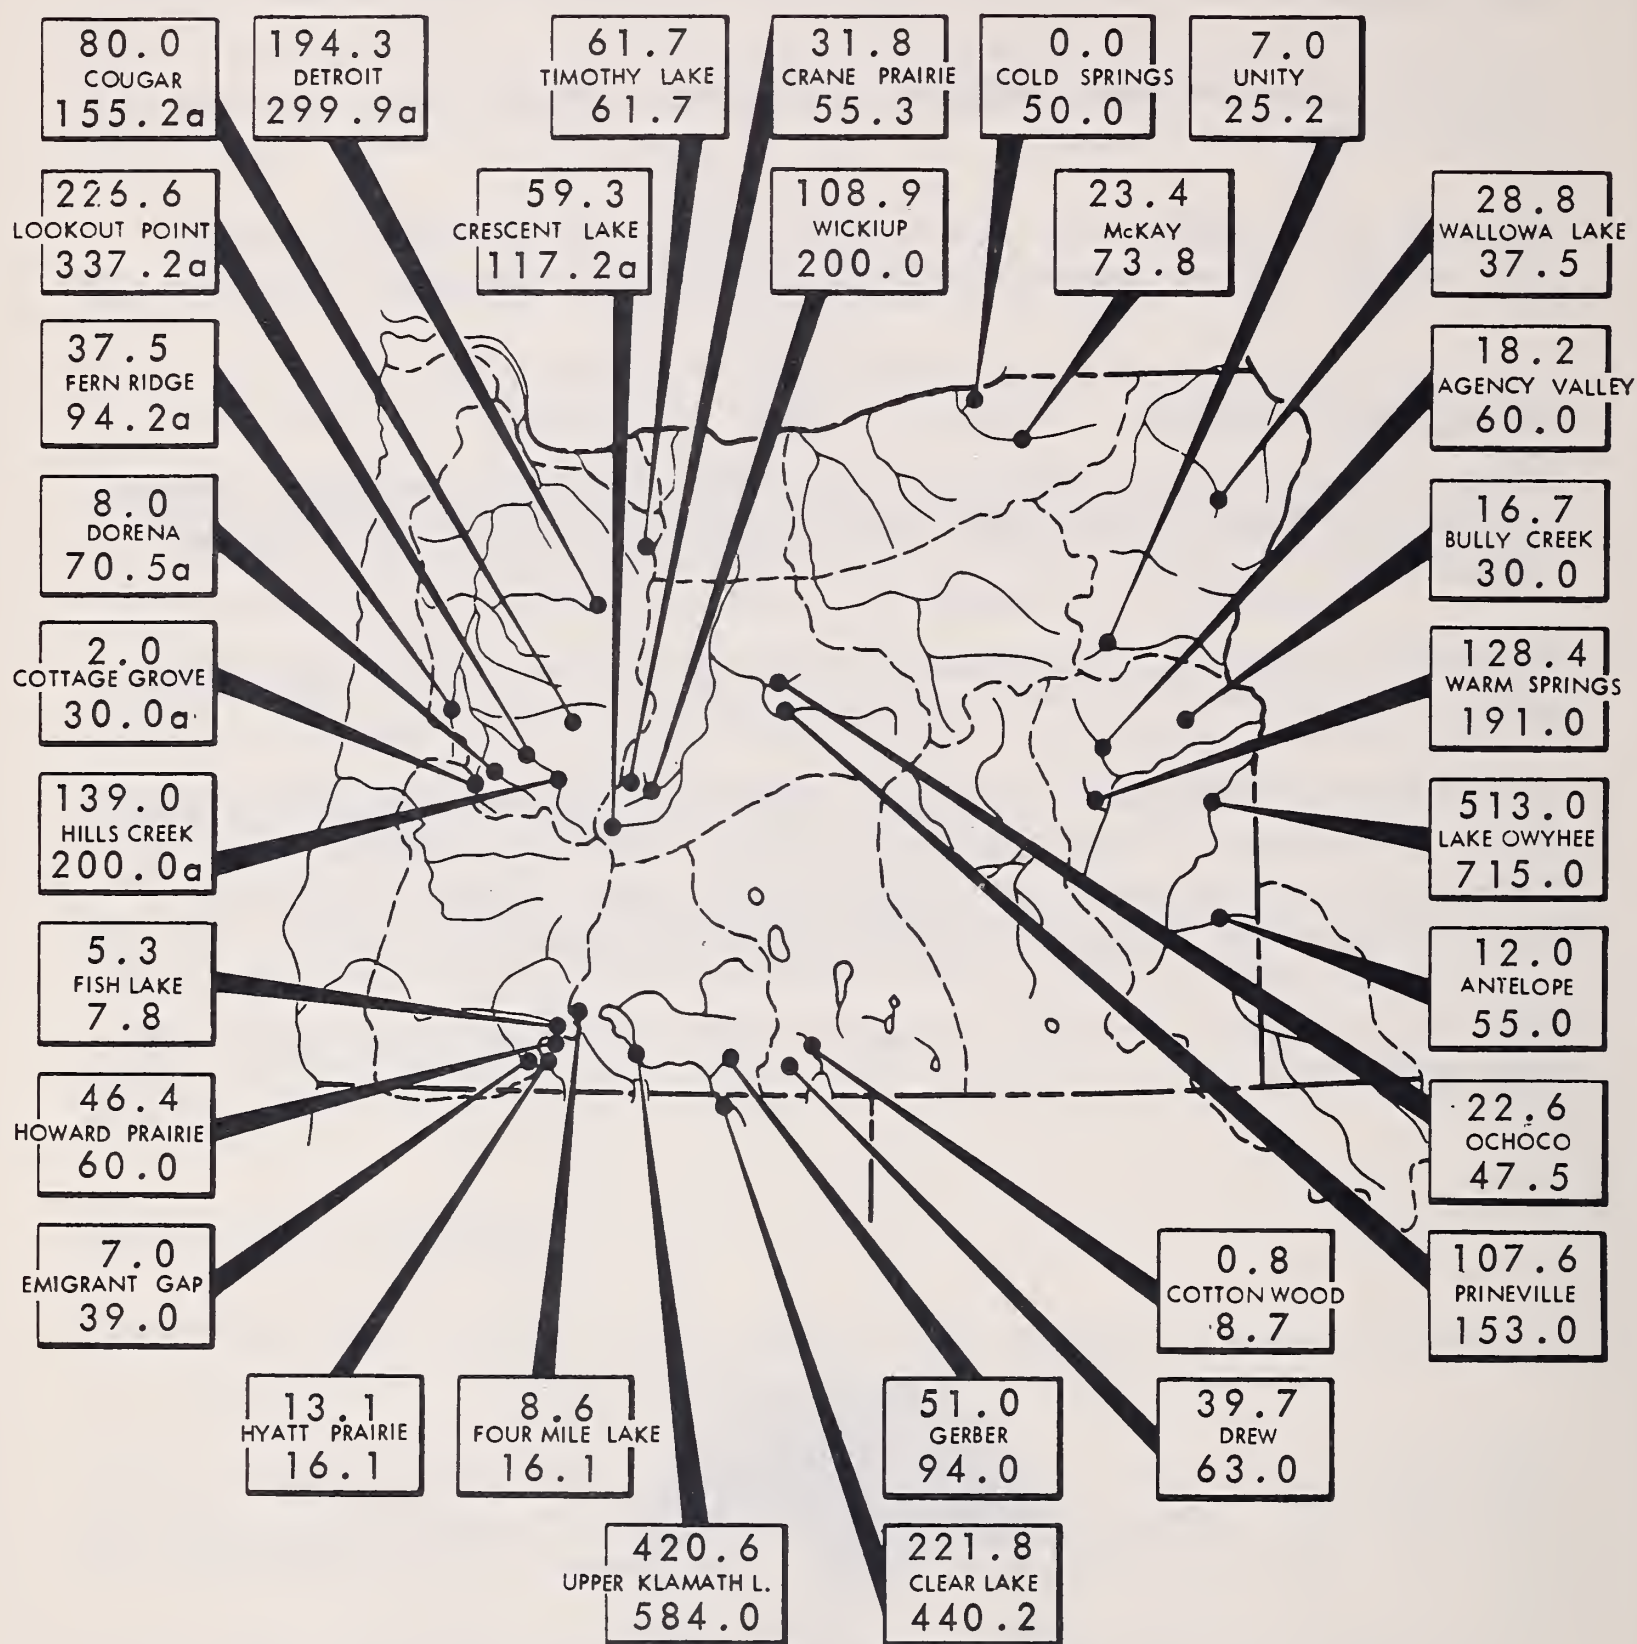 80.0
COUGAR
155.2a
194.3
DETROIT
299.9a
61.7
TIMOTHY LAKE
61.7
31.8
CRANE PRAIRIE
55.3
0.0
COLD SPRINGS
50.0
7.0
UNITY
25.2
226.6
LOOKOUT POINT
337.2a
59.3
CRESCENT LAKE
117.2a
108.9
WICKIUP
200.0
23.4
McKAY
73.8
28.8
WALLOWA LAKE
37.5
37.5
FERN RIDGE
94.2a
18.2
AGENCY VALLEY
60.0
8.0
DORENA
70.5a
16.7
BULLY CREEK
30.0
2.0
COTTAGE GROVE
30.0a
128.4
WARM SPRINGS
191.0
139.0
HILLS CREEK
200.0a
513.0
LAKE OWYHEE
715.0
5.3
FISH LAKE
7.8
12.0
ANTELOPE
55.0
46.4
HOWARD PRAIRIE
60.0
22.6
OCHOCO
47.5
7.0
EMIGRANT GAP
39.0
0.8
COTTON WOOD
8.7
107.6
PRINEVILLE
153.0
13.1
HYATT PRAIRIE
16.1
8.6
FOUR MILE LAKE
16.1
51.0
GERBER
94.0
39.7
DREW
63.0
420.6
UPPER KLAMATH L.
584.0
221.8
CLEAR LAKE
440.2